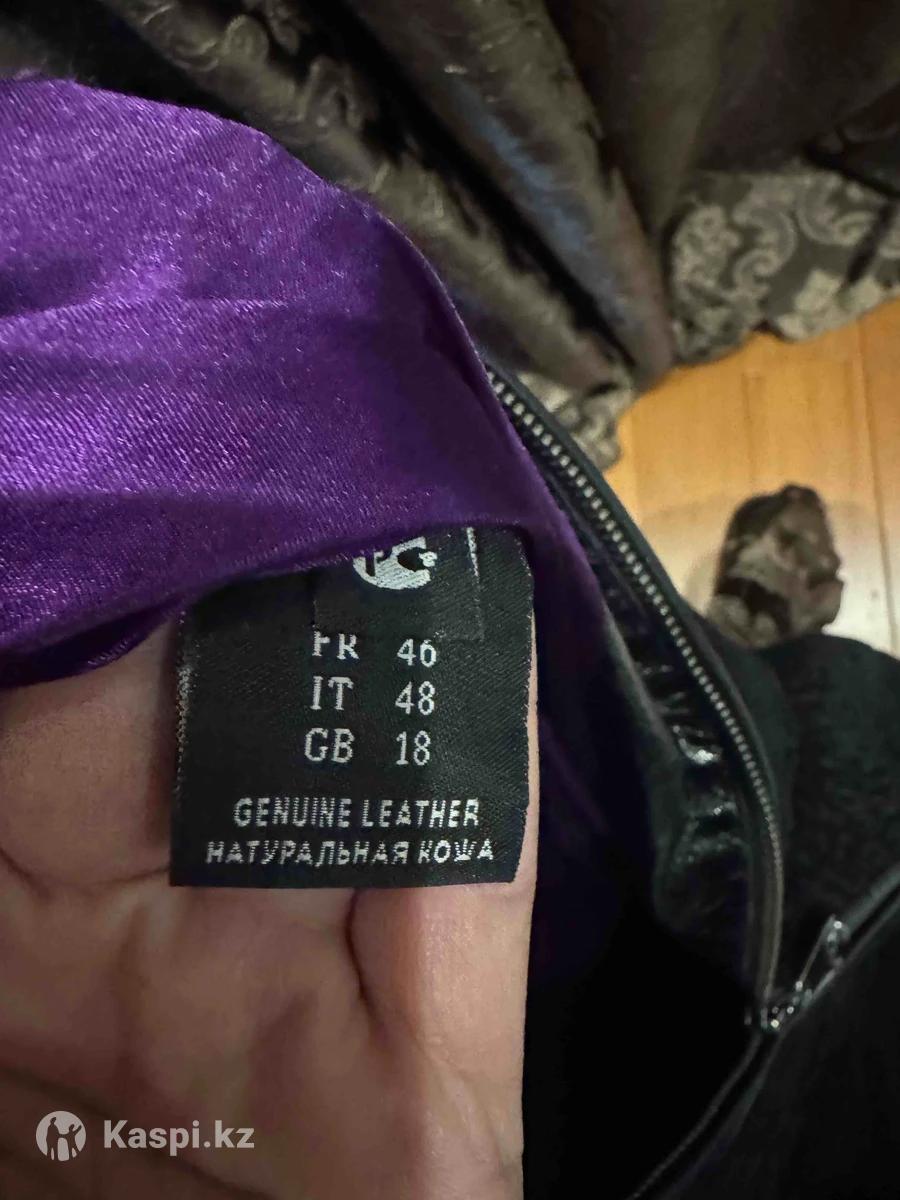 FR 46
IT 48
GB 18
GENUINE LEATHER
НАТУРАЛЬНАЯ КОЖА
Kaspi.kz